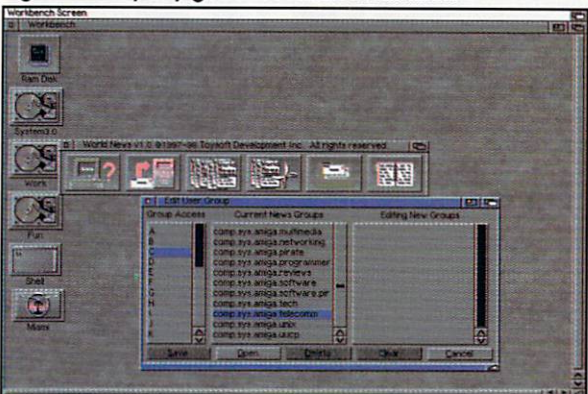 Workbench Screen
Workbench
Ram Disk
System3.0
Work
World News v1.0 ©1997-98 Toysoft Development Inc. All rights reserved
Fun
Shell
Miami
Edit User Group
Group Access
Current News Groups
Editing New Groups
A
B
C
D
E
F
G
H
I
J
K
comp.sys.amiga.multimedia
comp.sys.amiga.networking
comp.sys.amiga.pirate
comp.sys.amiga.programmer
comp.sys.amiga.reviews
comp.sys.amiga.software
comp.sys.amiga.software.pir
comp.sys.amiga.tech
comp.sys.amiga.telecomm
comp.sys.amiga.unix
comp.sys.amiga.uucp
Save
Open
Delete
Clear
Cancel